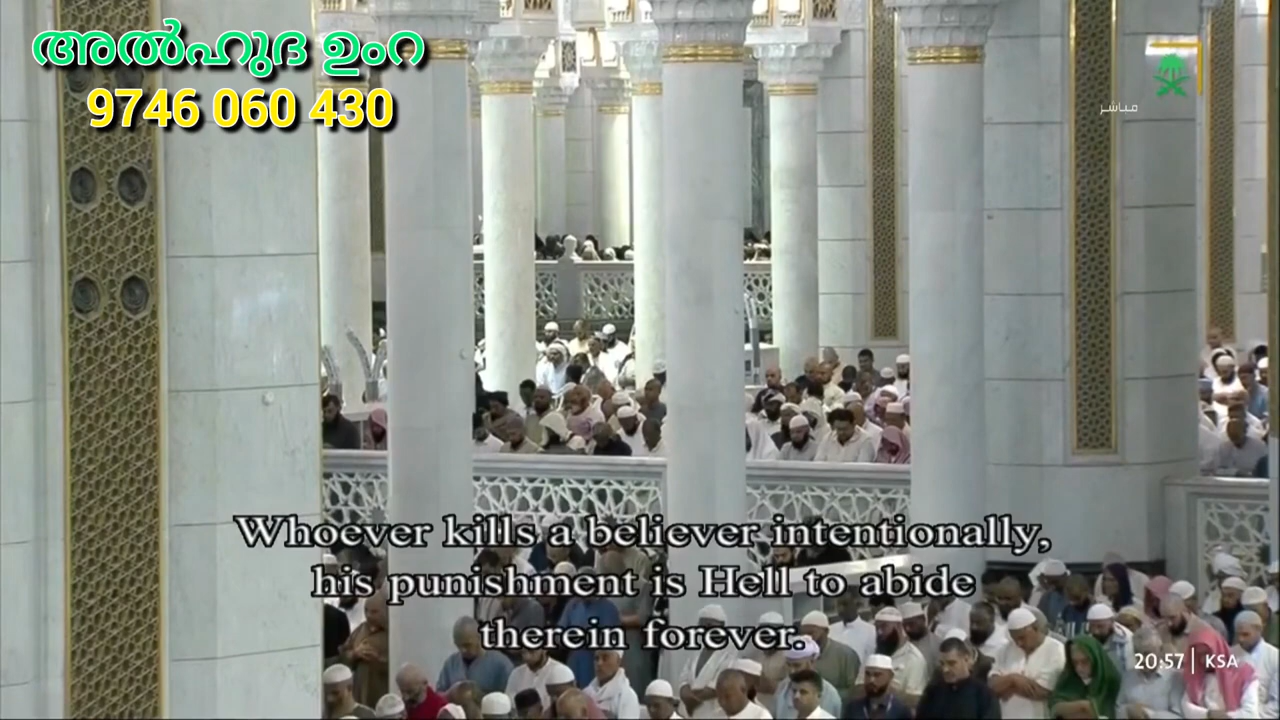 അൽഹുദ ഉംറ
9746 060 430
مباشر
Whoever kills a believer intentionally,
his punishment is Hell to abide
therein forever.
20:57 | KSA